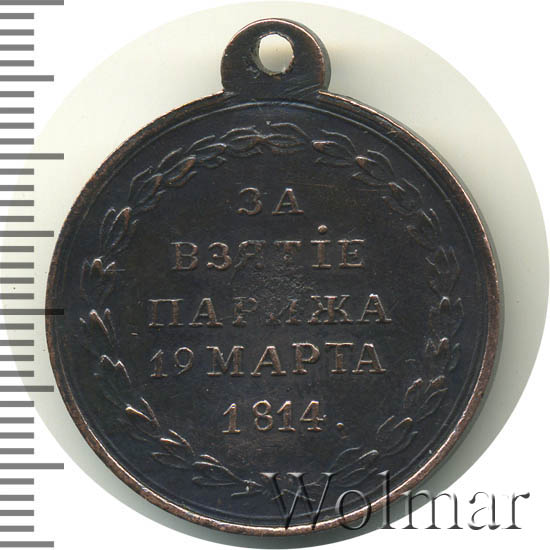 ЗА
ВЗЯТІЕ
ПАРИЖА
19 МАРТА
1814.
Wolmar